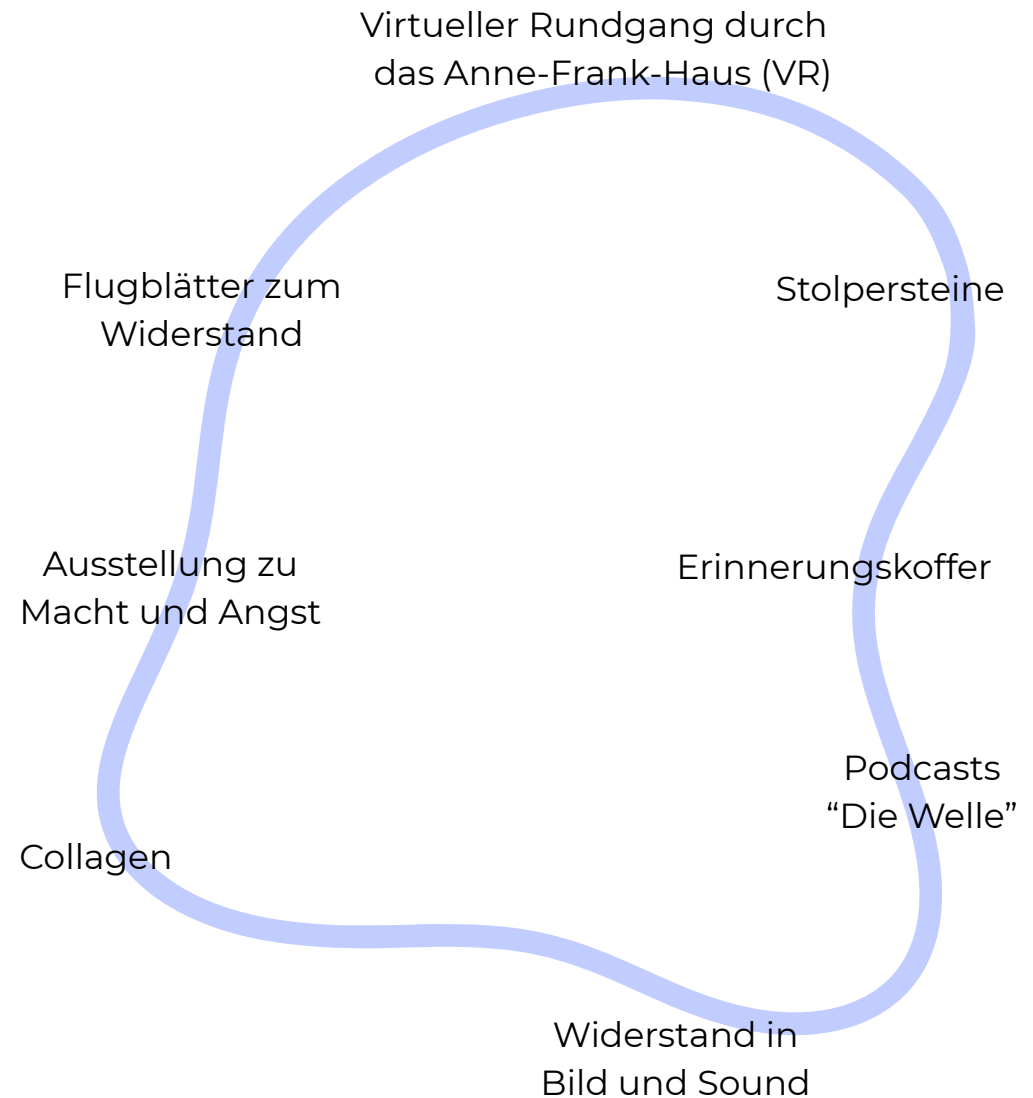 Virtueller Rundgang durch
das Anne-Frank-Haus (VR)
Flugblätter zum
Widerstand
Stolpersteine
Ausstellung zu
Macht und Angst
Erinnerungskoffer
Podcasts
“Die Welle”
Collagen
Widerstand in
Bild und Sound